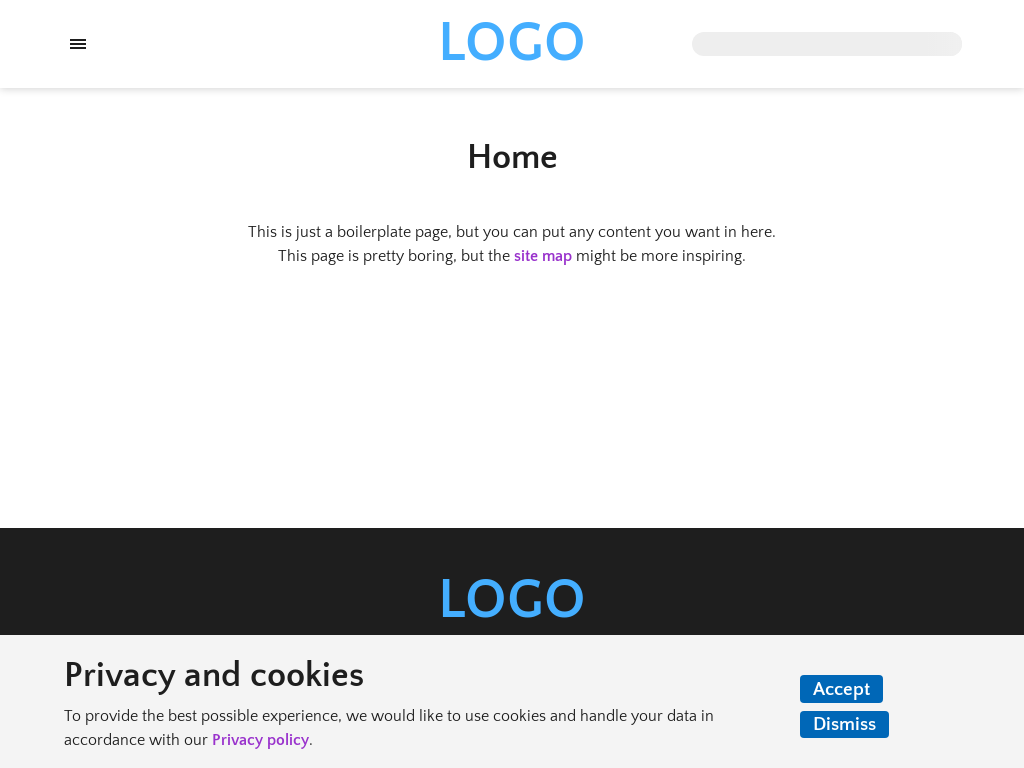 LOGO
Home
This is just a boilerplate page, but you can put any content you want in here.
This page is pretty boring, but the site map might be more inspiring.
LOGO
Privacy and cookies
To provide the best possible experience, we would like to use cookies and handle your data in
accordance with our Privacy policy.
Accept
Dismiss